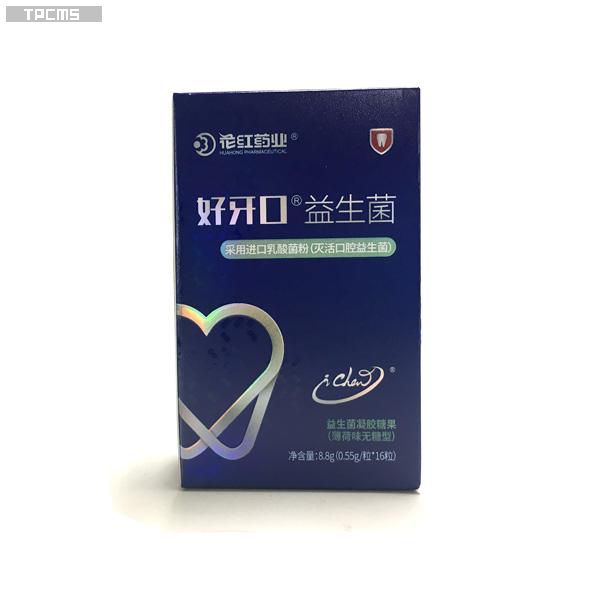 TPCMS
花红药业®
HUAHONG PHARMACEUTICAL
好牙口®益生菌
采用进口乳酸菌粉(灭活口腔益生菌)
i Chew®
益生菌凝胶糖果
(薄荷味无糖型)
净含量:8.8g(0.55g/粒*16粒)